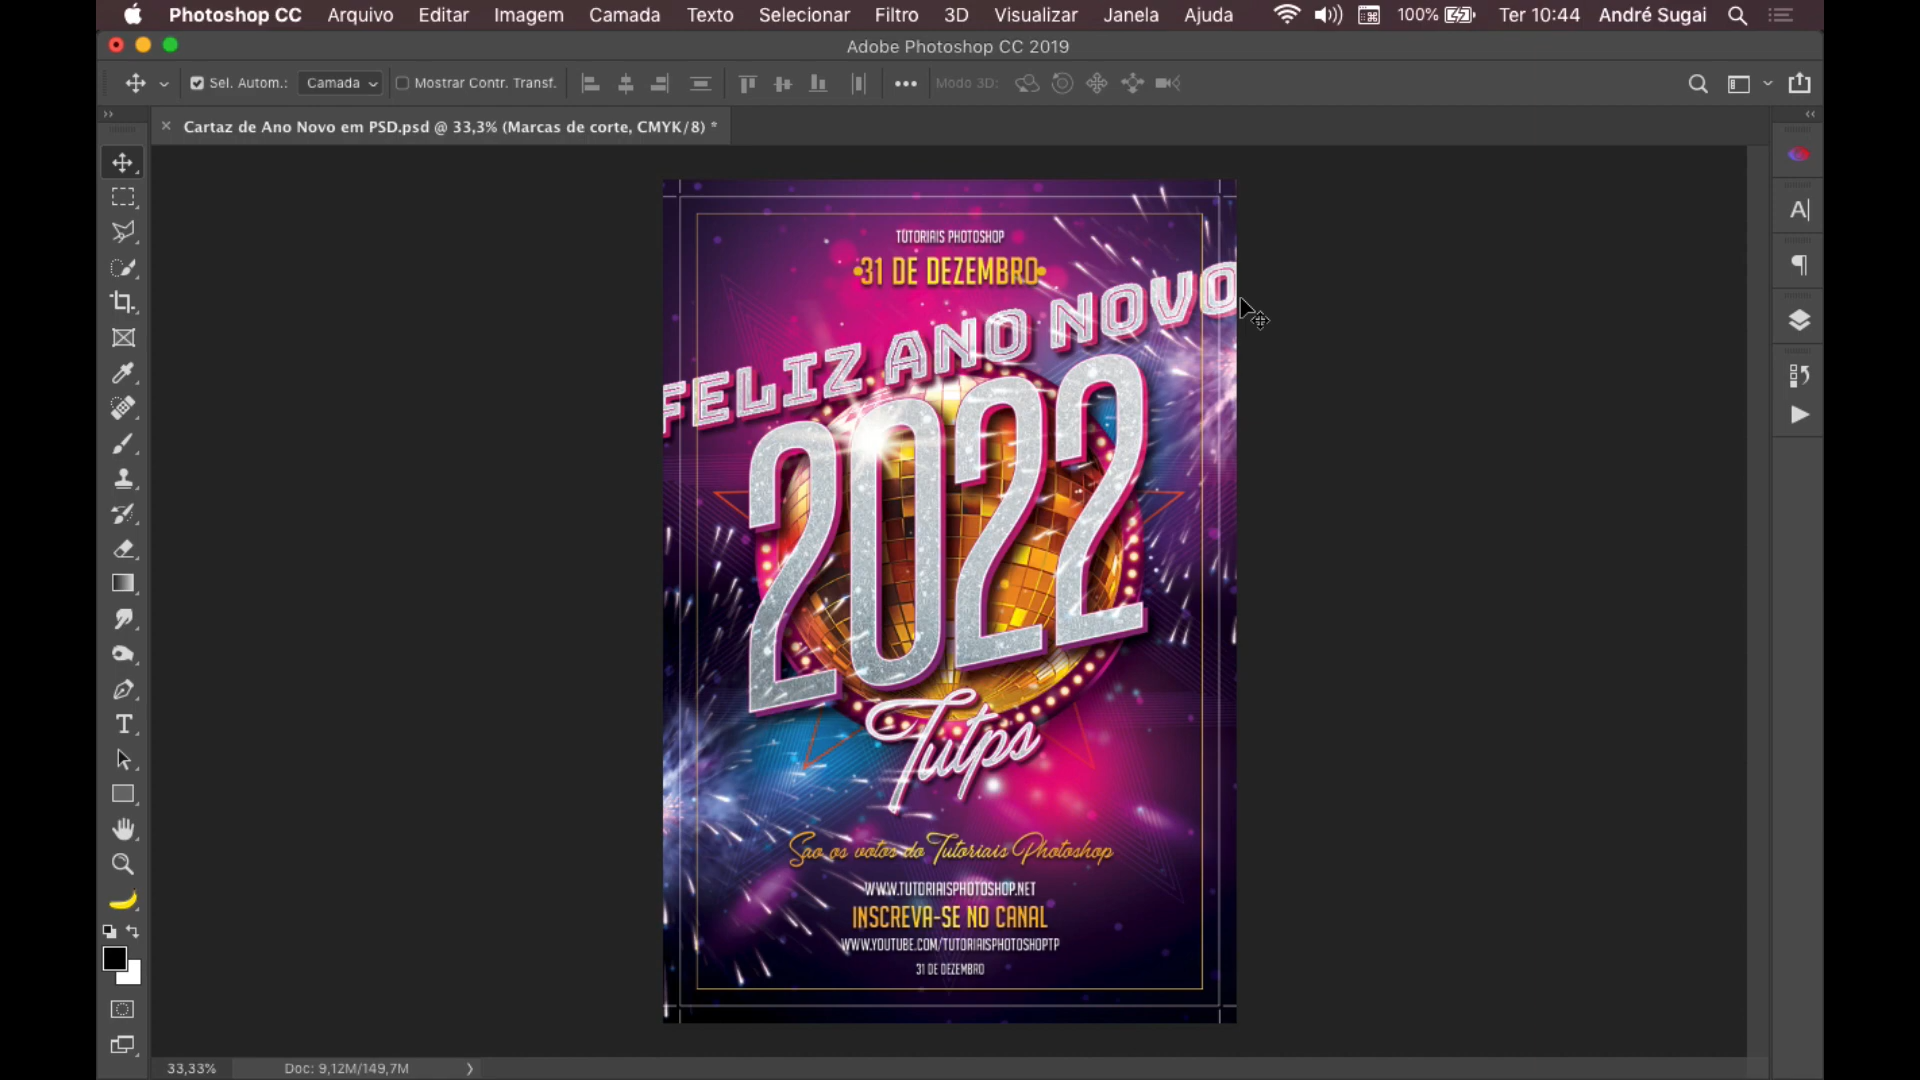 Photoshop CC Arquivo Editar Imagem Camada Texto Selecionar Filtro 3D Visualizar Janela Ajuda 100% Ter 10:44 André Sugai
Adobe Photoshop CC 2019
Sel. Autom.: Camada Mostrar Contr. Transf. Modo 3D:
Cartaz de Ano Novo em PSD.psd @ 33,3% (Marcas de corte, CMYK/8) *
TUTORIAIS PHOTOSHOP
31 DE DEZEMBRO
FELIZ ANO NOVO
2022
Tutps
Sao os votos do Tutoriais Photoshop
WWW.TUTORIAISPHOTOSHOP.NET
INSCREVA-SE NO CANAL
WWW.YOUTUBE.COM/TUTORIAISPHOTOSHOPTP
31 DE DEZEMBRO
33,33% Doc: 9,12M/149,7M